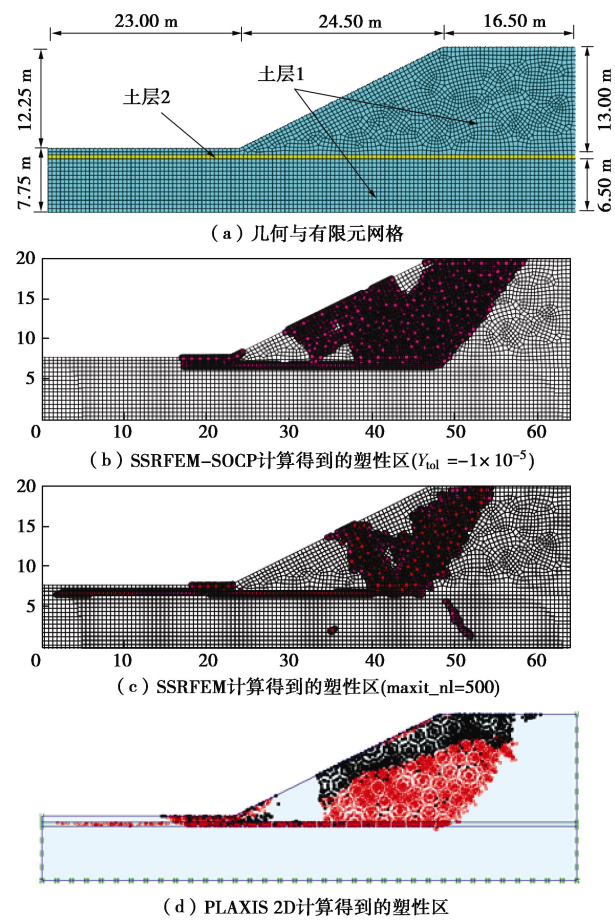 23.00 m 24.50 m 16.50 m
12.25 m
7.75 m
土层2
土层1
13.00 m
6.50 m
(a)几何与有限元网格
20
15
10
5
0 10 20 30 40 50 60
(b)SSRFEM-SOCP计算得到的塑性区(Ytol =-1×10-5)
20
15
10
5
0 10 20 30 40 50 60
(c)SSRFEM计算得到的塑性区(maxit_nl=500)
(d)PLAXIS 2D计算得到的塑性区